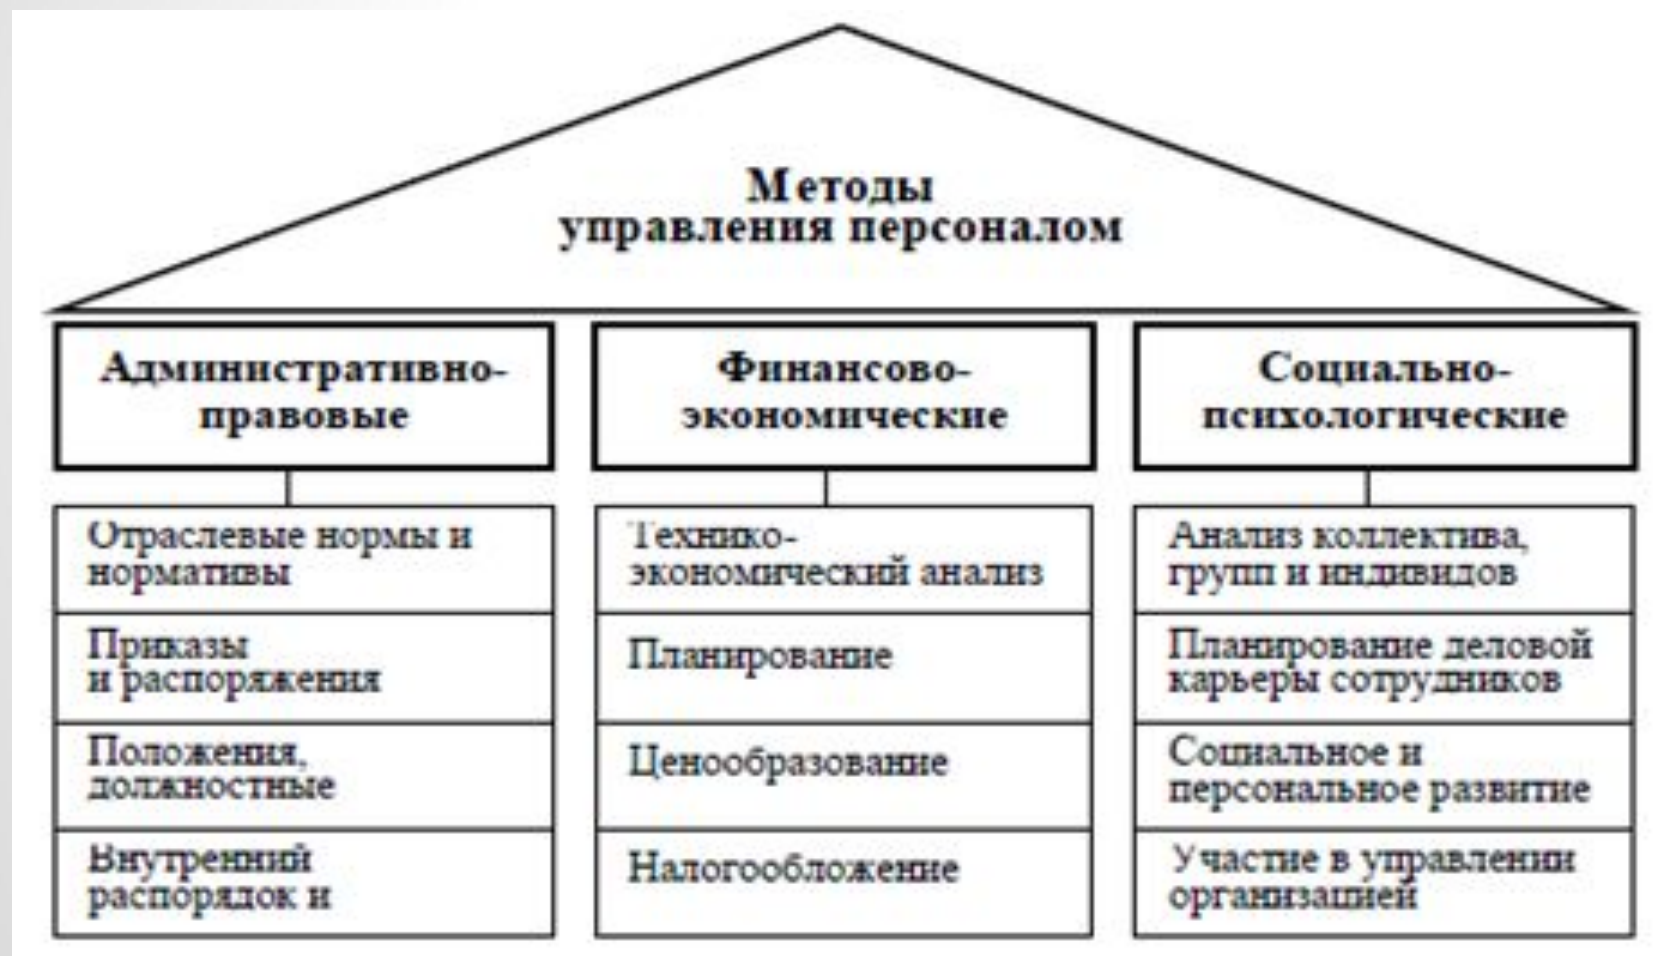 Методы
управления персоналом
Административно-
правовые
Отраслевые нормы и
нормативы
Приказы
и распоряжения
Положения,
должностные
Внутренний
распорядок и
Финансово-
экономические
Технико-
экономический анализ
Планирование
Ценообразование
Налогообложение
Социально-
психологические
Анализ коллектива,
групп и индивидов
Планирование деловой
карьеры сотрудников
Социальное и
персональное развитие
Участие в управлении
организацией